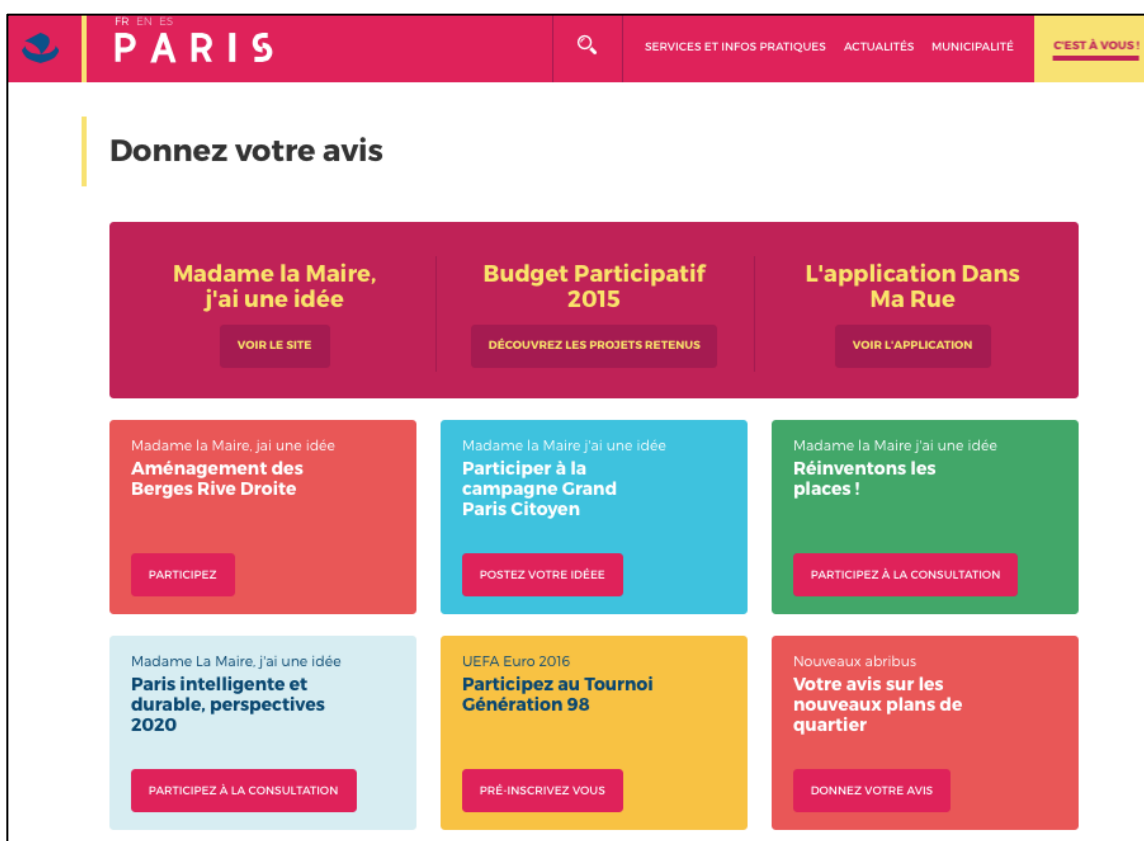 FR EN ES
PARIS
SERVICES ET INFOS PRATIQUES ACTUALITÉS MUNICIPALITÉ
C'EST À VOUS !
Donnez votre avis
Madame la Maire,
j'ai une idée
VOIR LE SITE
Budget Participatif
2015
DÉCOUVREZ LES PROJETS RETENUS
L'application Dans
Ma Rue
VOIR L'APPLICATION
Madame la Maire, jai une idée
Aménagement des
Berges Rive Droite
PARTICIPEZ
Madame la Maire j'ai une idée
Participer à la
campagne Grand
Paris Citoyen
POSTEZ VOTRE IDÉEE
Madame la Maire j'ai une idée
Réinventons les
places !
PARTICIPEZ À LA CONSULTATION
Madame La Maire, j'ai une idée
Paris intelligente et
durable, perspectives
2020
PARTICIPEZ À LA CONSULTATION
UEFA Euro 2016
Participez au Tournoi
Génération 98
PRÉ-INSCRIVEZ VOUS
Nouveaux abribus
Votre avis sur les
nouveaux plans de
quartier
DONNEZ VOTRE AVIS